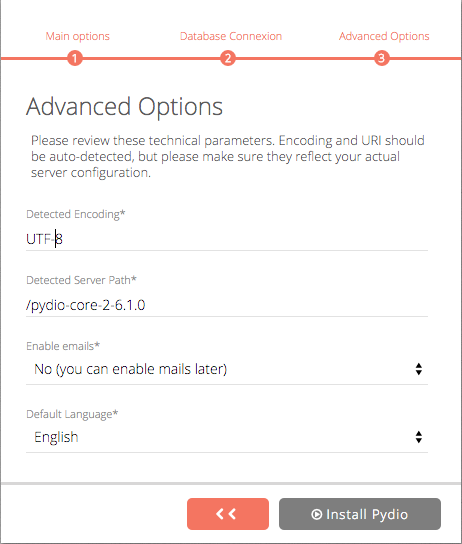 Main options Database Connexion Advanced Options
1 2 3
Advanced Options
Please review these technical parameters. Encoding and URI should
be auto-detected, but please make sure they reflect your actual
server configuration.
Detected Encoding*
UTF-8
Detected Server Path*
/pydio-core-2-6.1.0
Enable emails*
No (you can enable mails later)
Default Language*
English
Install Pydio